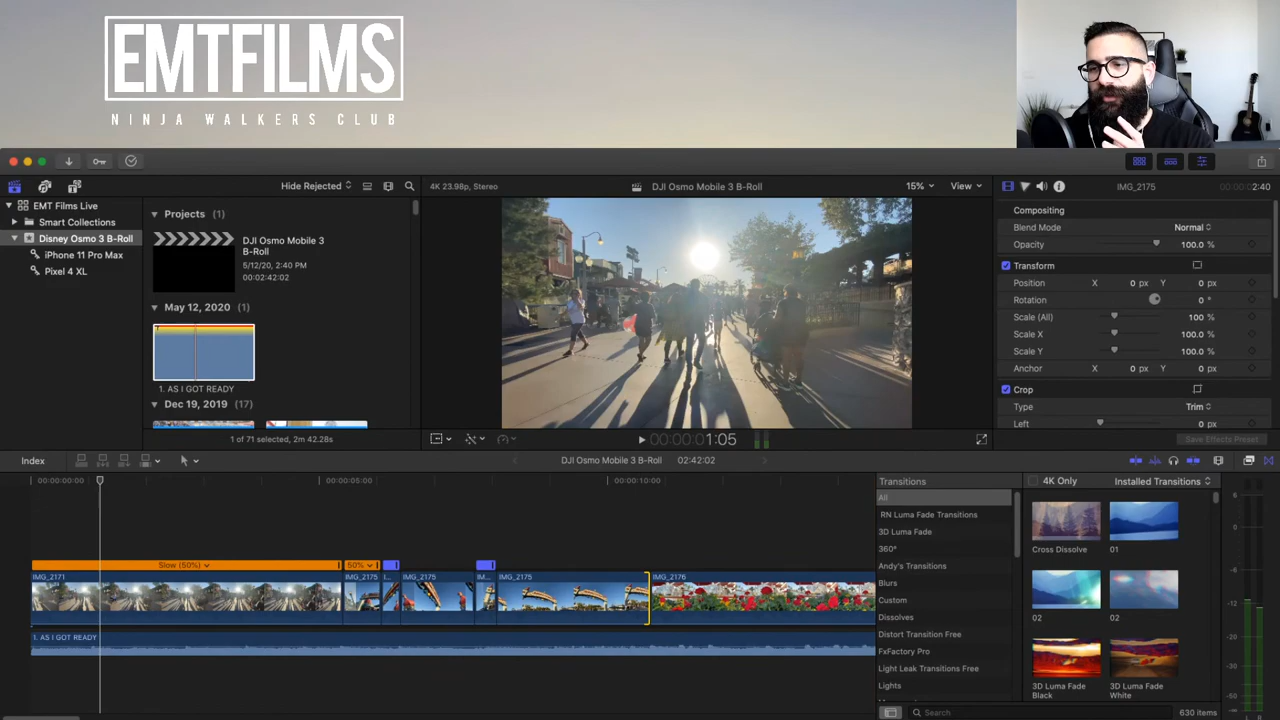 EMTFILMS
NINJA WALKERS CLUB
Hide Rejected
4K 23.98p, Stereo
DJI Osmo Mobile 3 B-Roll
15%
View
IMG_2175
00:00:02:40
EMT Films Live
Smart Collections
Disney Osmo 3 B-Roll
iPhone 11 Pro Max
Pixel 4 XL
Projects (1)
DJI Osmo Mobile 3
B-Roll
5/12/20, 2:40 PM
00:02:42:02
May 12, 2020 (1)
1. AS I GOT READY
Dec 19, 2019 (17)
1 of 71 selected, 2m 42.28s
00:00:01:05
Compositing
Blend Mode Normal
Opacity 100.0 %
Transform
Position X 0 px Y 0 px
Rotation 0 °
Scale (All) 100 %
Scale X 100.0 %
Scale Y 100.0 %
Anchor X 0 px Y 0 px
Crop
Type Trim
Left 0 px
Save Effects Preset
Index
DJI Osmo Mobile 3 B-Roll 02:42:02
00:00:00:00 00:00:05:00 00:00:10:00
Slow (50%) 50%
IMG_2171 IMG_2175 I... IMG_2175 I... IMG_2175 IMG_2176
1. AS I GOT READY
Transitions
All
RN Luma Fade Transitions
3D Luma Fade
360°
Andy's Transitions
Blurs
Custom
Dissolves
Distort Transition Free
FxFactory Pro
Light Leak Transitions Free
Lights
4K Only Installed Transitions
Cross Dissolve 01
02 02
3D Luma Fade
Black
3D Luma Fade
White
Search 630 items
6
0
-6
-12
-20
-30
-50